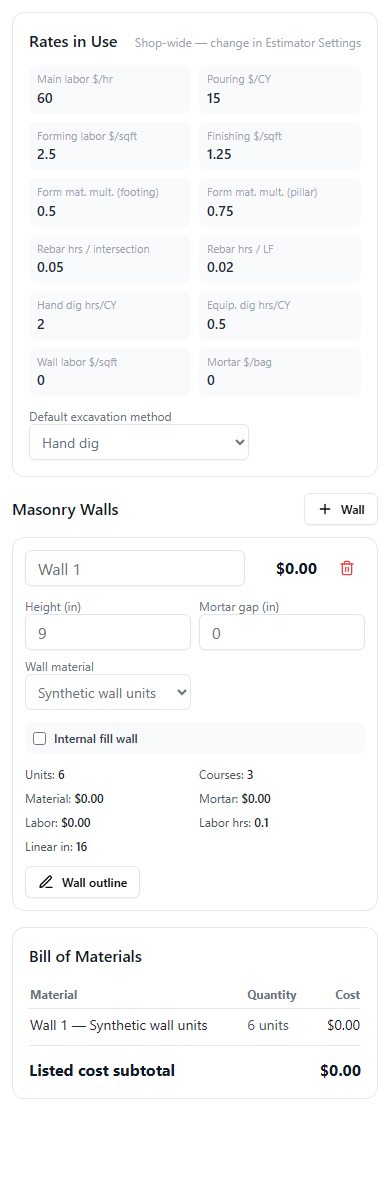 Rates in Use Shop-wide — change in Estimator Settings
Main labor $/hr Pouring $/CY
60 15
Forming labor $/sqft Finishing $/sqft
2.5 1.25
Form mat. mult. (footing) Form mat. mult. (pillar)
0.5 0.75
Rebar hrs / intersection Rebar hrs / LF
0.05 0.02
Hand dig hrs/CY Equip. dig hrs/CY
2 0.5
Wall labor $/sqft Mortar $/bag
0 0
Default excavation method
Hand dig
Masonry Walls + Wall
Wall 1 $0.00
Height (in) Mortar gap (in)
9 0
Wall material
Synthetic wall units
Internal fill wall
Units: 6 Courses: 3
Material: $0.00 Mortar: $0.00
Labor: $0.00 Labor hrs: 0.1
Linear in: 16
Wall outline
Bill of Materials
Material Quantity Cost
Wall 1 — Synthetic wall units 6 units $0.00
Listed cost subtotal $0.00